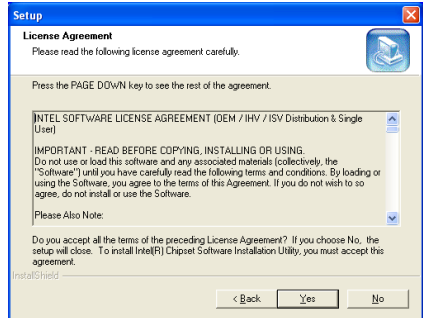 Setup
License Agreement
Please read the following license agreement carefully.
Press the PAGE DOWN key to see the rest of the agreement.
INTEL SOFTWARE LICENSE AGREEMENT (OEM / IHV / ISV Distribution & Single
User)
IMPORTANT - READ BEFORE COPYING, INSTALLING OR USING.
Do not use or load this software and any associated materials (collectively, the
"Software") until you have carefully read the following terms and conditions. By loading or
using the Software, you agree to the terms of this Agreement. If you do not wish to so
agree, do not install or use the Software.
Please Also Note:
Do you accept all the terms of the preceding License Agreement? If you choose No, the
setup will close. To install Intel(R) Chipset Software Installation Utility, you must accept this
agreement.
InstallShield
< Back Yes No